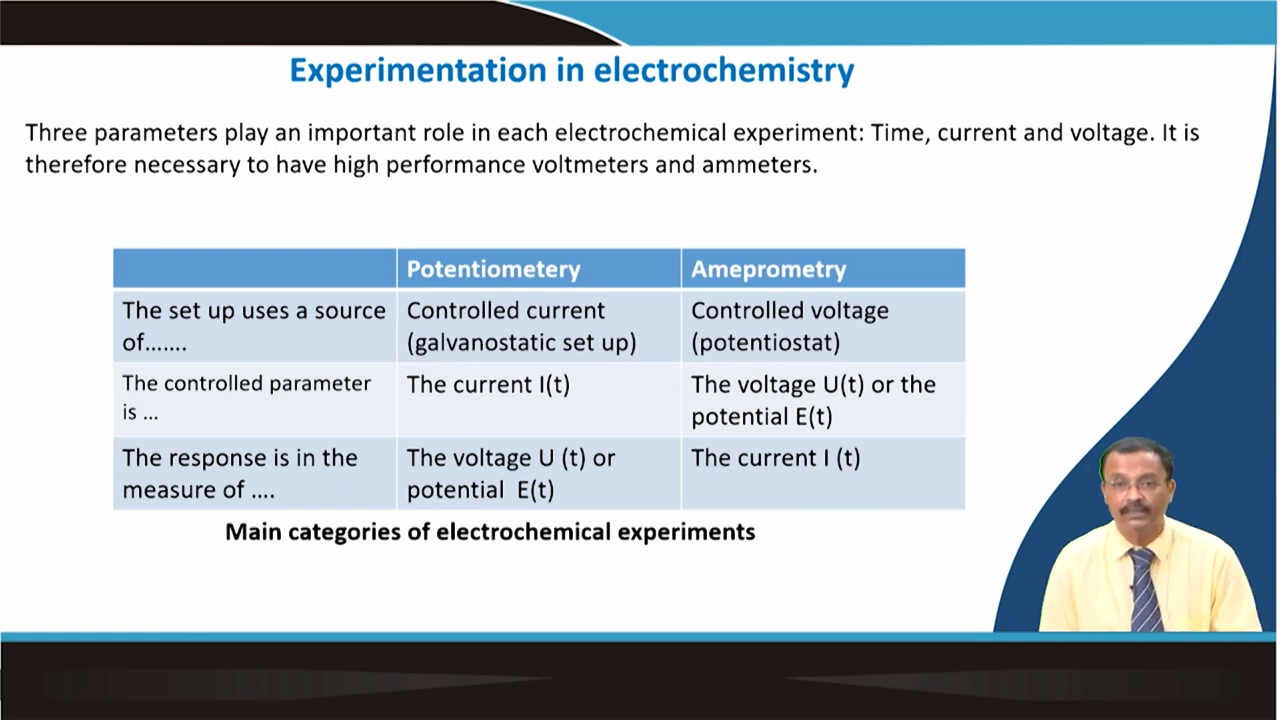 Experimentation in electrochemistry
Three parameters play an important role in each electrochemical experiment: Time, current and voltage. It is
therefore necessary to have high performance voltmeters and ammeters.
Potentiometery
Ameprometry
The set up uses a source
of.......
Controlled current
(galvanostatic set up)
Controlled voltage
(potentiostat)
The controlled parameter
is ...
The current I(t)
The voltage U(t) or the
potential E(t)
The response is in the
measure of ....
The voltage U (t) or
potential E(t)
The current I (t)
Main categories of electrochemical experiments